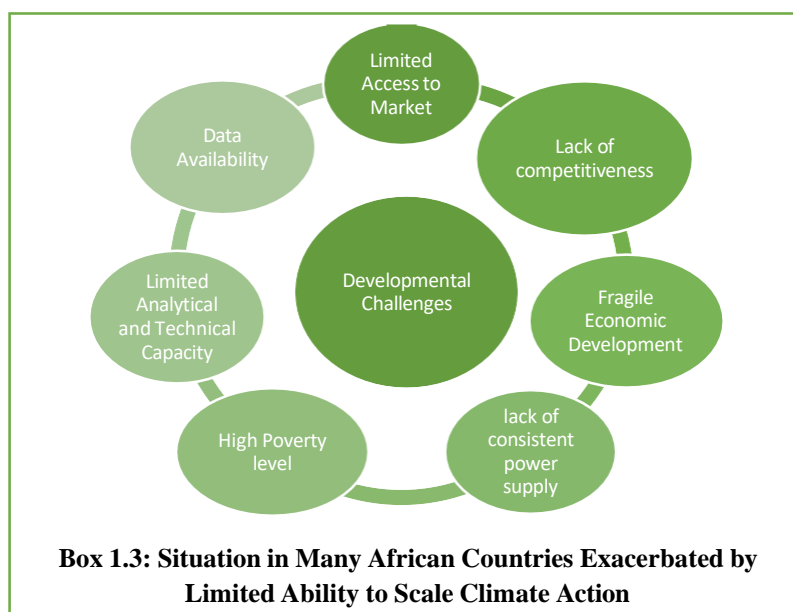 Limited
Access to
Market
Lack of
competitiveness
Fragile
Economic
Development
lack of
consistent
power
supply
High Poverty
level
Limited
Analytical
and Technical
Capacity
Data
Availability
Developmental
Challenges
Box 1.3: Situation in Many African Countries Exacerbated by
Limited Ability to Scale Climate Action